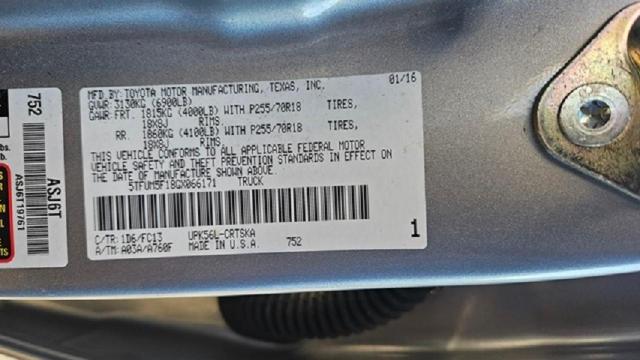 MFD.BY:TOYOTA MOTOR MANUFACTURING, TEXAS, INC. 01/16
GVWR:3130KG (6900LB)
GAWR:FRT. 1815KG (4000LB) WITH P255/70R18 TIRES,
18X8J RIMS.
RR. 1860KG (4100LB) WITH P255/70R18 TIRES,
18X8J RIMS.
THIS VEHICLE CONFORMS TO ALL APPLICABLE FEDERAL MOTOR
VEHICLE SAFETY AND THEFT PREVENTION STANDARDS IN EFFECT ON
THE DATE OF MANUFACTURE SHOWN ABOVE.
5TFUM5F18GX066171 TRUCK
C/TR:1D6/FC13 UPK56L-CRTSKA
A/TM:A03A/A760F MADE IN U.S.A. 752 1
752
ASJ6T
ASJ6T19761